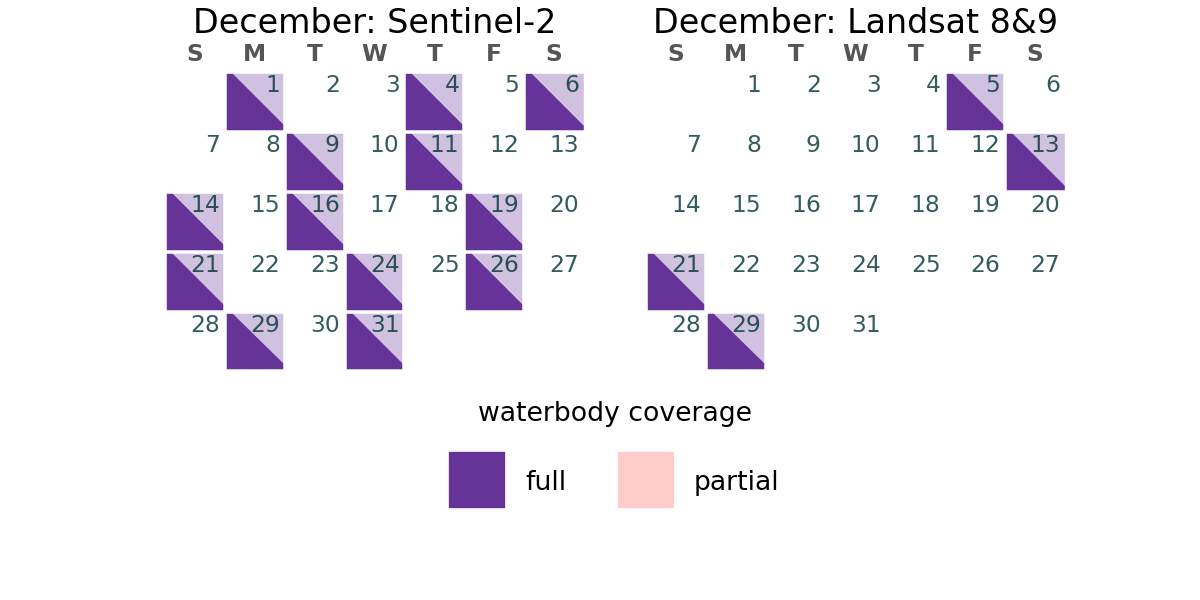 December: Sentinel-2
S M T W T F S
1 2 3 4 5 6
7 8 9 10 11 12 13
14 15 16 17 18 19 20
21 22 23 24 25 26 27
28 29 30 31
December: Landsat 8&9
S M T W T F S
1 2 3 4 5 6
7 8 9 10 11 12 13
14 15 16 17 18 19 20
21 22 23 24 25 26 27
28 29 30 31
waterbody coverage
full partial